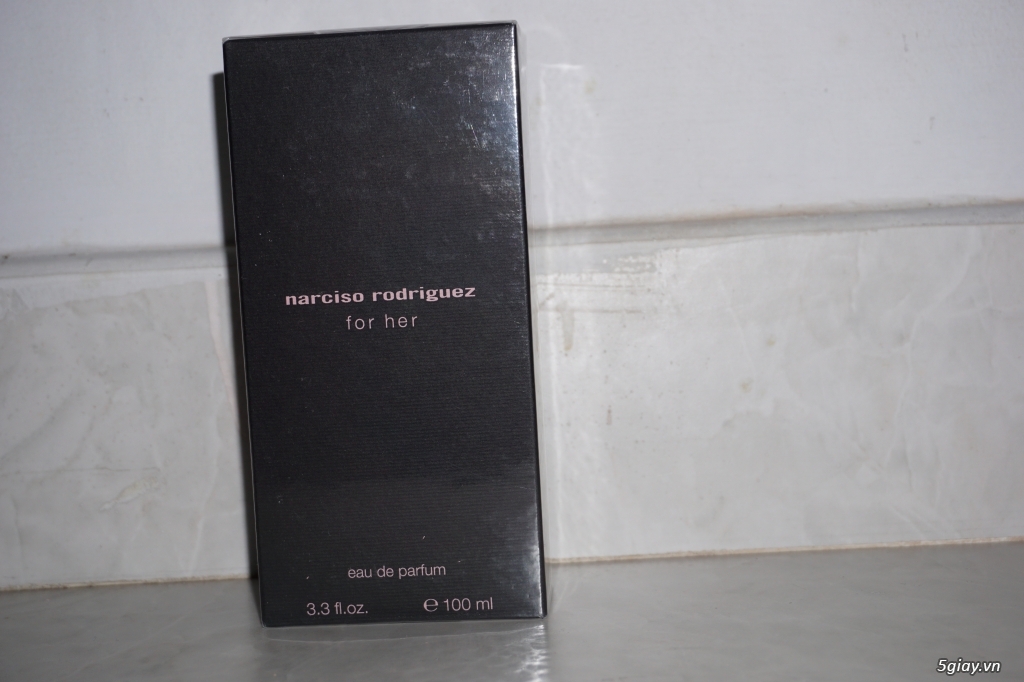 narciso rodriguez
for her
eau de parfum
3.3 fl.oz. ℮ 100 ml
5giay.vn